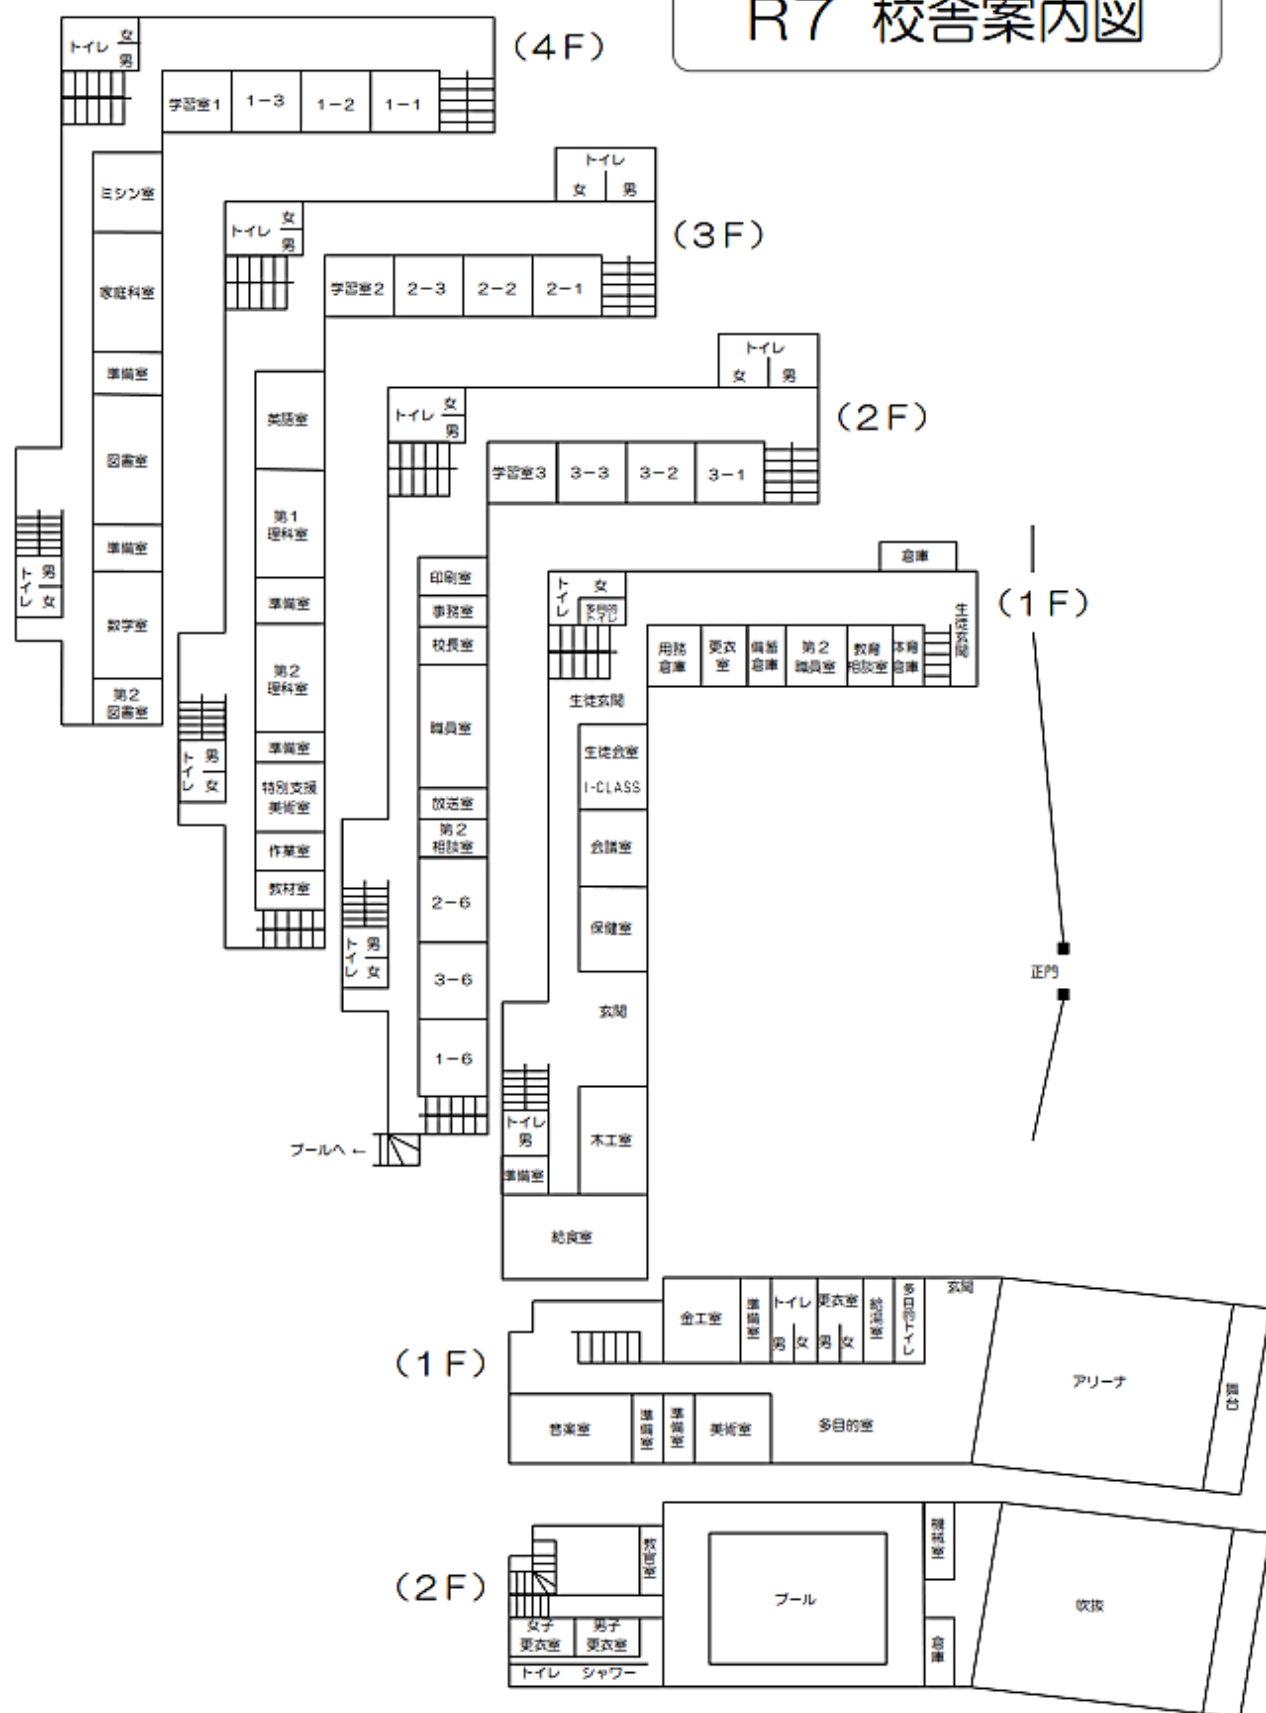 R7 校舎案内図
(4F)
トイレ 女
男
学習室1 1-3 1-2 1-1
ミシン室
家庭科室
準備室
図書室
準備室
数学室
第2
図書室
トイレ 男
女
(3F)
トイレ
女 男
トイレ 女
男
学習室2 2-3 2-2 2-1
英語室
第1
理科室
準備室
第2
理科室
準備室
特別支援
美術室
作業室
教材室
トイレ 男
女
(2F)
トイレ
女 男
トイレ 女
男
学習室3 3-3 3-2 3-1
印刷室
事務室
校長室
職員室
放送室
第2
相談室
2-6
3-6
1-6
トイレ 男
女
プールへ ←
(1F)
倉庫
生徒玄関
トイレ 女
多目的
トイレ
用務
倉庫
更衣
室
備蓄
倉庫
第2
職員室
教育
相談室
体育
倉庫
生徒玄関
生徒会室
I-CLASS
会議室
保健室
玄関
木工室
トイレ
男
準備室
給食室
正門
(1F)
金工室
準備室
トイレ
男 女
更衣室
男 女
給湯室
多目的トイレ
玄関
アリーナ
音楽室
準備室
準備室
美術室
多目的室
(2F)
教官室
女子
更衣室
男子
更衣室
トイレ シャワー
プール
機械室
倉庫
吹抜